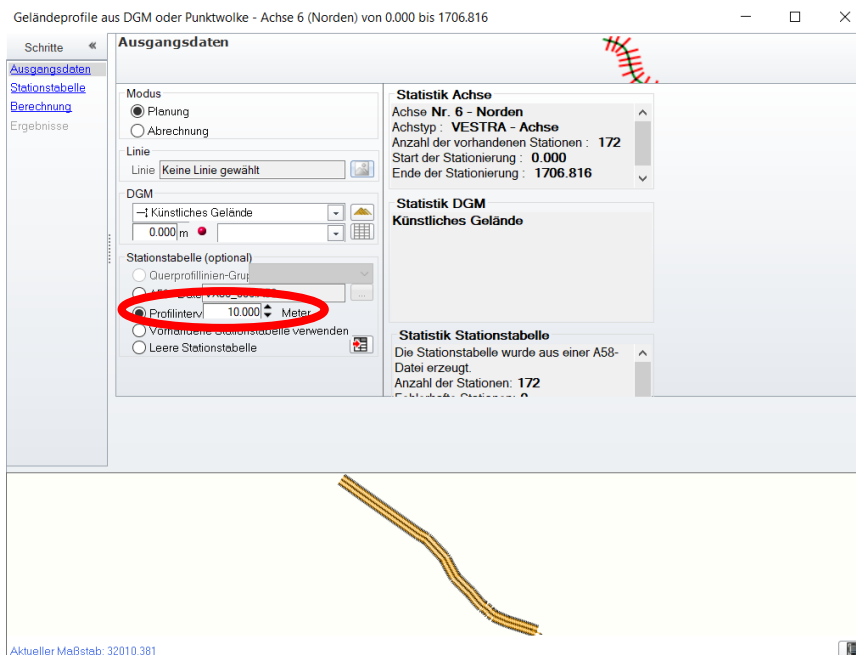 Geländeprofile aus DGM oder Punktwolke - Achse 6 (Norden) von 0.000 bis 1706.816
Schritte «
Ausgangsdaten
Stationstabelle
Berechnung
Ergebnisse
Ausgangsdaten
Modus
Planung
Abrechnung
Linie
Linie Keine Linie gewählt
DGM
Künstliches Gelände
0.000 m
Stationstabelle (optional)
Querprofillinien-Grup
Profilinterv 10.000 Meter
Vorhandene Stationstabelle verwenden
Leere Stationstabelle
Statistik Achse
Achse Nr. 6 - Norden
Achstyp : VESTRA - Achse
Anzahl der vorhandenen Stationen : 172
Start der Stationierung : 0.000
Ende der Stationierung : 1706.816
Statistik DGM
Künstliches Gelände
Statistik Stationstabelle
Die Stationstabelle wurde aus einer A58-
Datei erzeugt.
Anzahl der Stationen: 172
Aktueller Maßstab: 32010.381